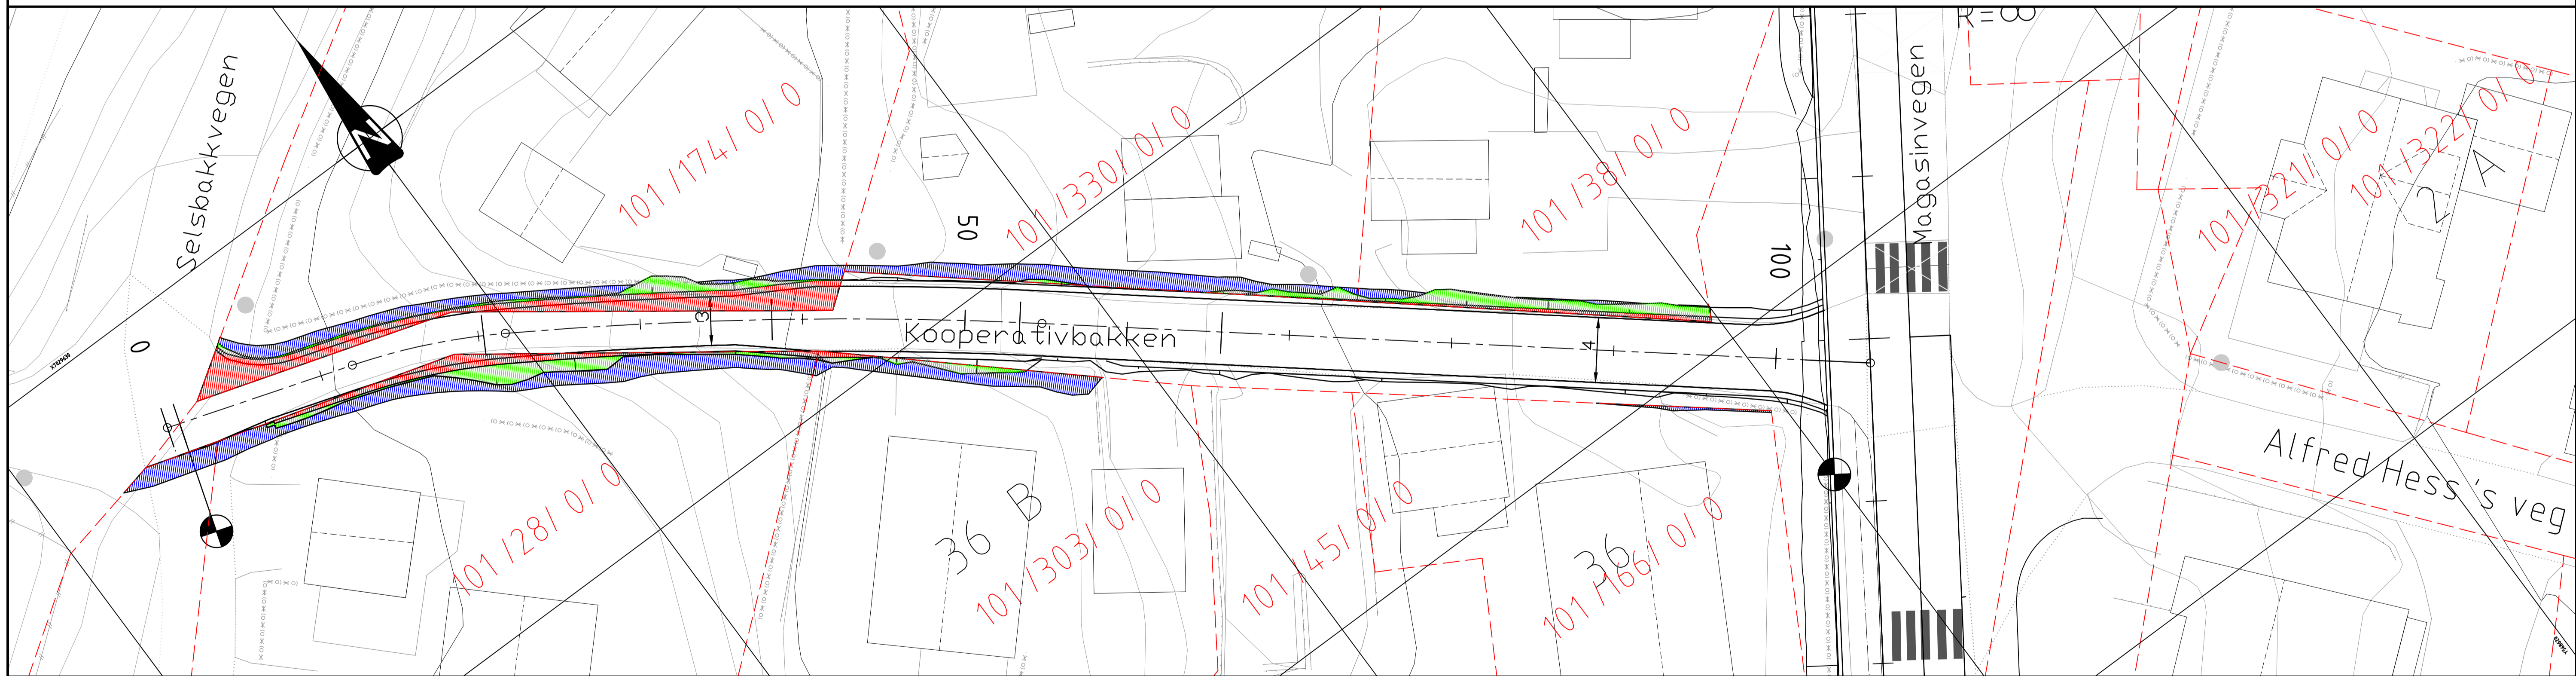 Selsbakkvegen
N
101 /174/ 0/ 0
50
101 /330/ 0/ 0
101 /38/ 0/ 0
100
Magasinvegen
101 /321/ 0/ 0
101 /322/ 0/ 0
2 A
0
3
Kooperativbakken
4
Alfred Hess 's veg
101 /28/ 0/ 0
36 B
101 /303/ 0/ 0
101 /45/ 0/ 0
36
101 /166/ 0/ 0